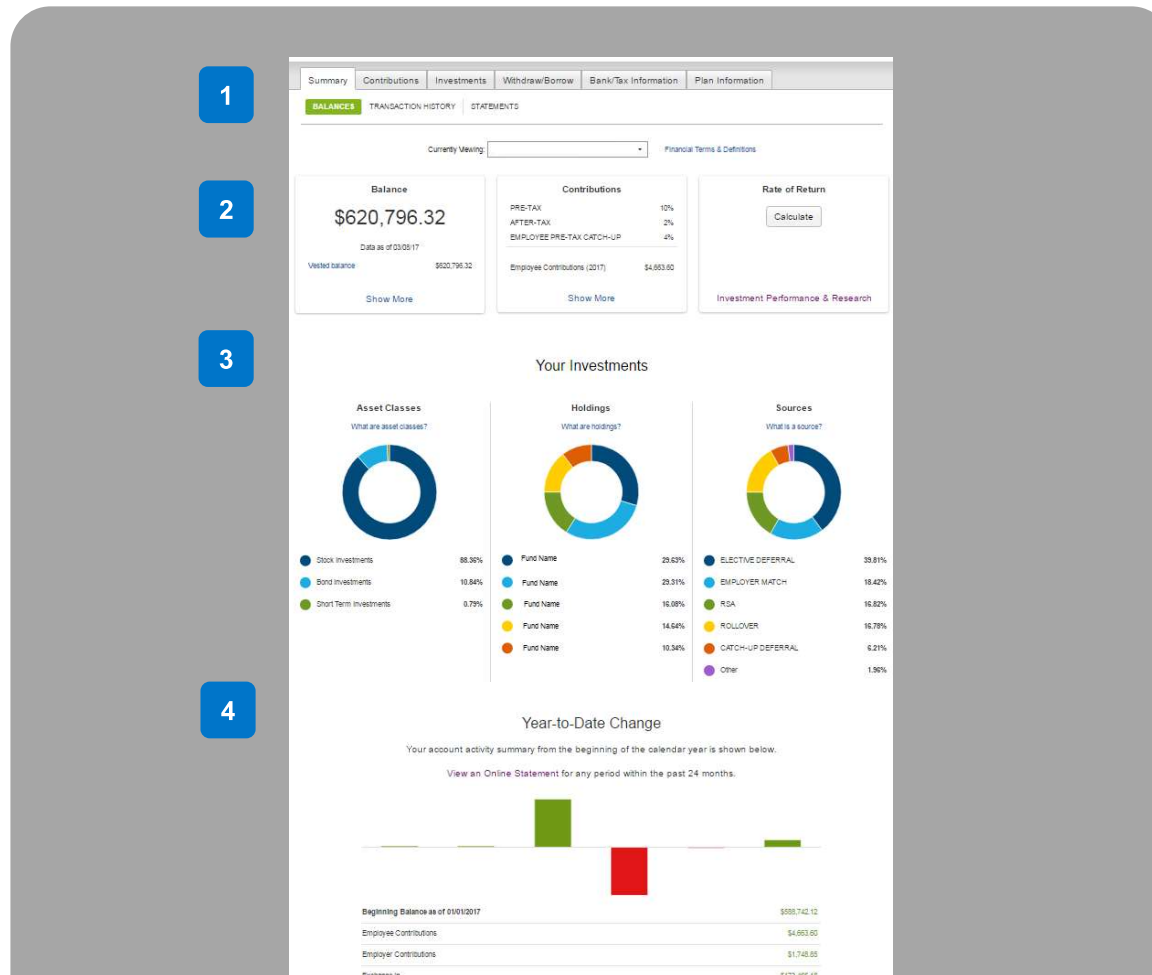 1
Summary Contributions Investments Withdraw/Borrow Bank/Tax Information Plan Information
BALANCES TRANSACTION HISTORY STATEMENTS
Currently Viewing: Financial Terms & Definitions
2
Balance
$620,796.32
Data as of 03/08/17
Vested balance $620,796.32
Show More
Contributions
PRE-TAX 10%
AFTER-TAX 2%
EMPLOYEE PRE-TAX CATCH-UP 4%
Employee Contributions (2017) $4,663.60
Show More
Rate of Return
Calculate
Investment Performance & Research
3
Your Investments
Asset Classes
What are asset classes?
Stock Investments 88.36%
Bond Investments 10.84%
Short Term Investments 0.79%
Holdings
What are holdings?
Fund Name 29.63%
Fund Name 29.31%
Fund Name 16.08%
Fund Name 14.64%
Fund Name 10.34%
Sources
What is a source?
ELECTIVE DEFERRAL 39.81%
EMPLOYER MATCH 18.42%
RSA 16.82%
ROLLOVER 16.78%
CATCH-UP DEFERRAL 6.21%
Other 1.96%
4
Year-to-Date Change
Your account activity summary from the beginning of the calendar year is shown below.
View an Online Statement for any period within the past 24 months.
Beginning Balance as of 01/01/2017
Employee Contributions $4,663.60
Employer Contributions $1,748.85